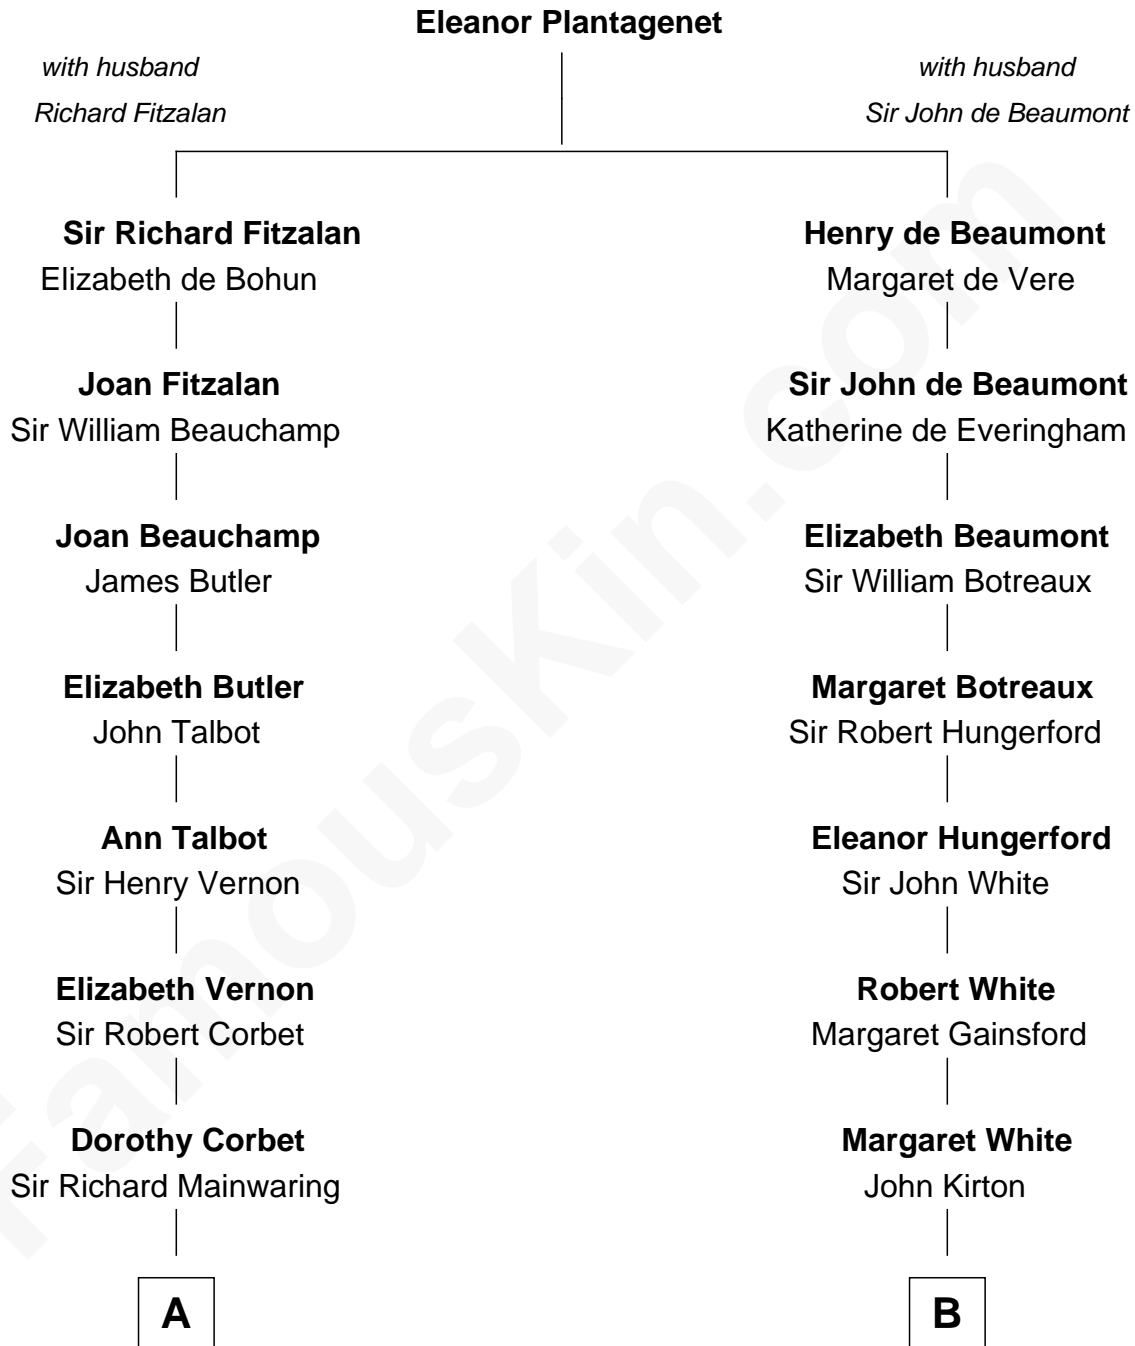 Eleanor Plantagenet
with husband
Richard Fitzalan
with husband
Sir John de Beaumont
Sir Richard Fitzalan
Elizabeth de Bohun
Henry de Beaumont
Margaret de Vere
Joan Fitzalan
Sir William Beauchamp
Sir John de Beaumont
Katherine de Everingham
Joan Beauchamp
James Butler
Elizabeth Beaumont
Sir William Botreaux
Elizabeth Butler
John Talbot
Margaret Botreaux
Sir Robert Hungerford
Ann Talbot
Sir Henry Vernon
Eleanor Hungerford
Sir John White
Elizabeth Vernon
Sir Robert Corbet
Robert White
Margaret Gainsford
Dorothy Corbet
Sir Richard Mainwaring
Margaret White
John Kirton
A
B
FamousKin.com